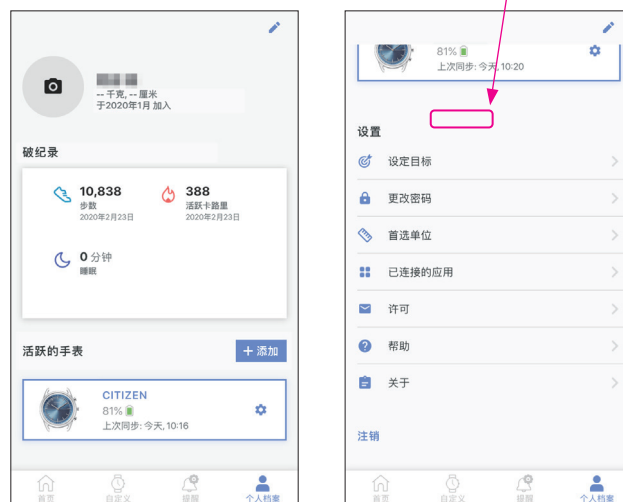 -- 千克, -- 厘米
于2020年1月 加入
破纪录
10,838
步数
2020年2月23日
388
活跃卡路里
2020年2月23日
0 分钟
睡眠
活跃的手表
+ 添加
CITIZEN
81%
上次同步: 今天, 10:16
首页
自定义
提醒
个人档案
81%
上次同步: 今天, 10:20
设置
设定目标
更改密码
首选单位
已连接的应用
许可
帮助
关于
注销
首页
自定义
提醒
个人档案